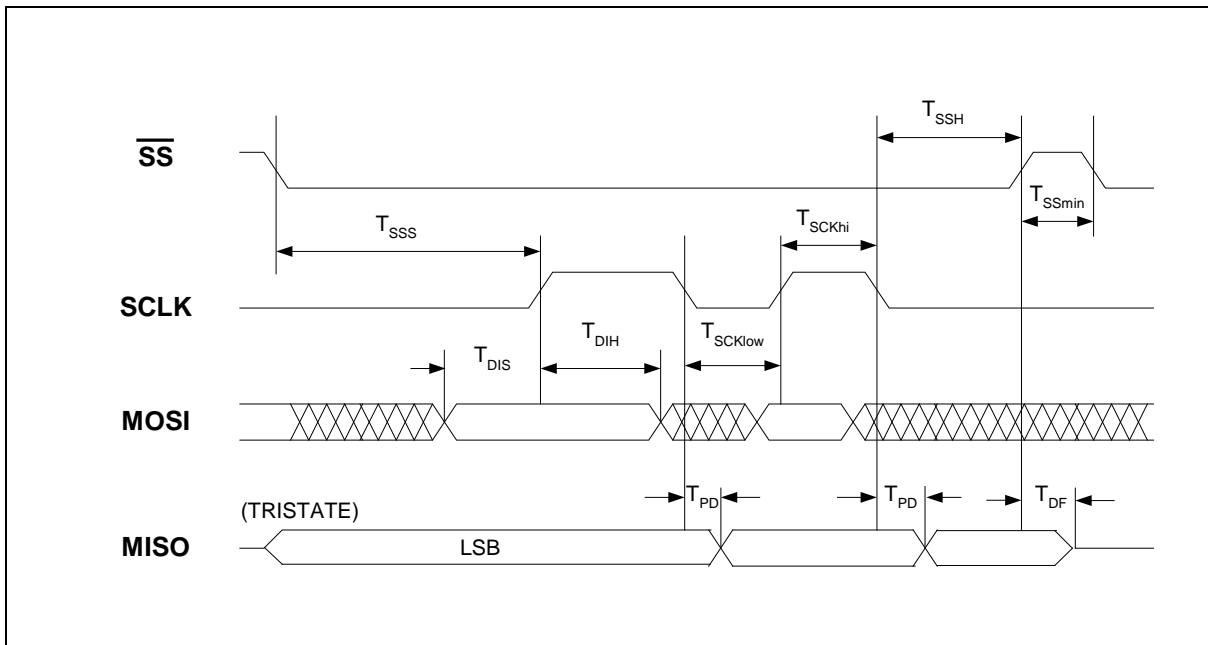 T_SSH
SS
T_SSmin
T_SSS
T_SCKhi
SCLK
T_DIS
T_DIH
T_SCKlow
MOSI
(TRISTATE)
T_PD
T_PD
T_DF
MISO
LSB